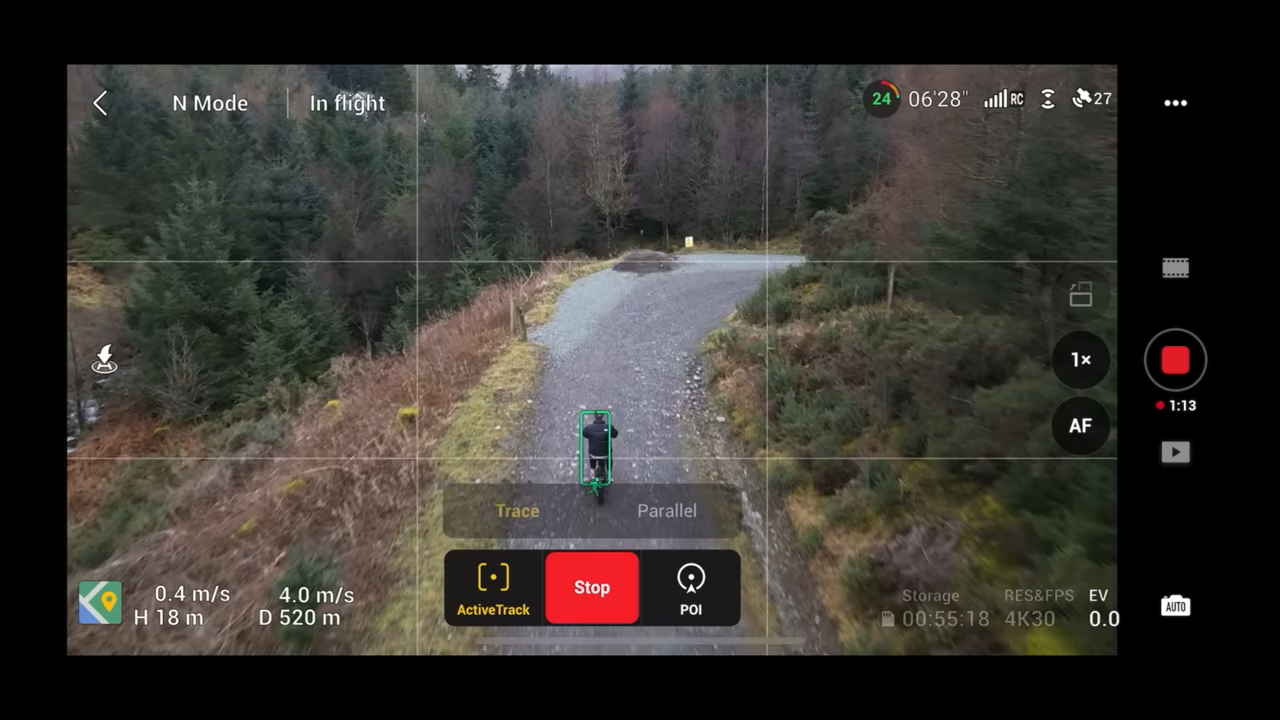 N Mode
In flight
24
06'28"
RC
27
1×
AF
1:13
Trace
Parallel
ActiveTrack
Stop
POI
0.4 m/s
4.0 m/s
H 18 m
D 520 m
Storage
RES&FPS
EV
00:55:18
4K30
0.0
AUTO